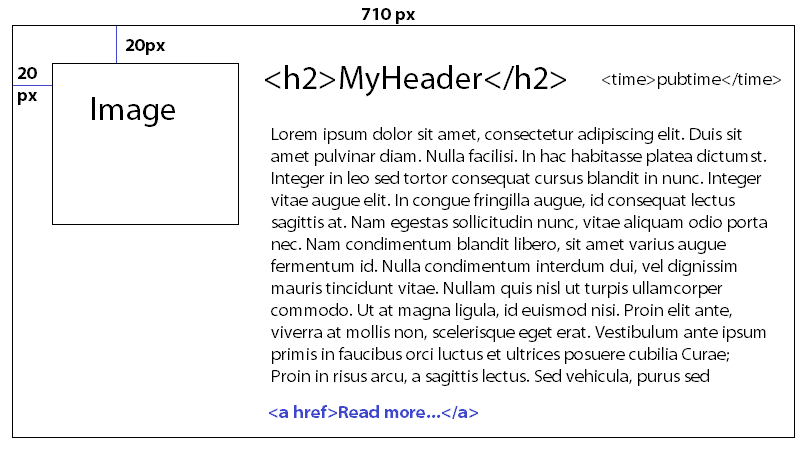 710 px
20px
20
px
Image
<h2>MyHeader</h2>
<time>pubtime</time>
Lorem ipsum dolor sit amet, consectetur adipiscing elit. Duis sit
amet pulvinar diam. Nulla facilisi. In hac habitasse platea dictumst.
Integer in leo sed tortor consequat cursus blandit in nunc. Integer
vitae augue elit. In congue fringilla augue, id consequat lectus
sagittis at. Nam egestas sollicitudin nunc, vitae aliquam odio porta
nec. Nam condimentum blandit libero, sit amet varius augue
fermentum id. Nulla condimentum interdum dui, vel dignissim
mauris tincidunt vitae. Nullam quis nisl ut turpis ullamcorper
commodo. Ut at magna ligula, id euismod nisi. Proin elit ante,
viverra at mollis non, scelerisque eget erat. Vestibulum ante ipsum
primis in faucibus orci luctus et ultrices posuere cubilia Curae;
Proin in risus arcu, a sagittis lectus. Sed vehicula, purus sed
<a href>Read more...</a>